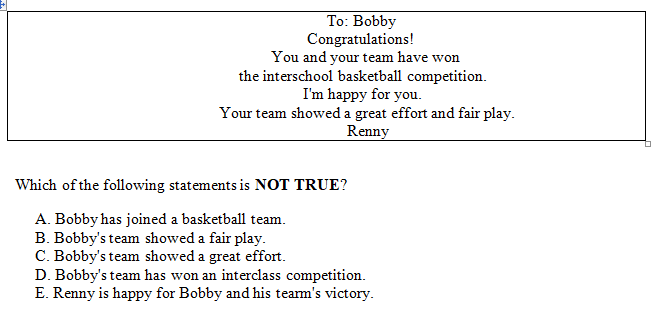 To: Bobby
Congratulations!
You and your team have won
the interschool basketball competition.
I'm happy for you.
Your team showed a great effort and fair play.
Renny
Which of the following statements is NOT TRUE?
A. Bobby has joined a basketball team.
B. Bobby's team showed a fair play.
C. Bobby's team showed a great effort.
D. Bobby's team has won an interclass competition.
E. Renny is happy for Bobby and his tearm's victory.